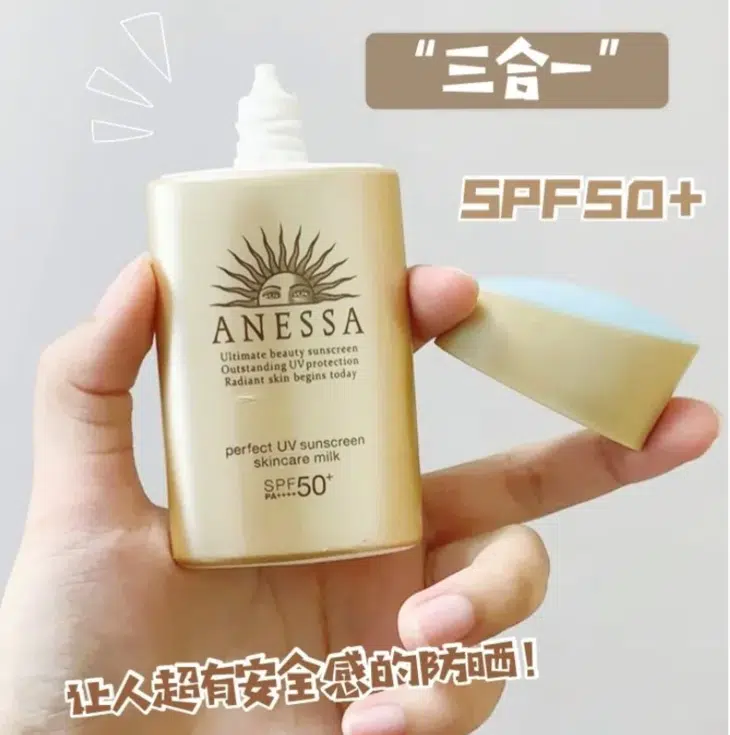 “三合一”
SPF50+
ANESSA
Ultimate beauty sunscreen
Outstanding UV protection
Radiant skin begins today
perfect UV sunscreen
skincare milk
SPF50+
PA++++
让人超有安全感的防晒!